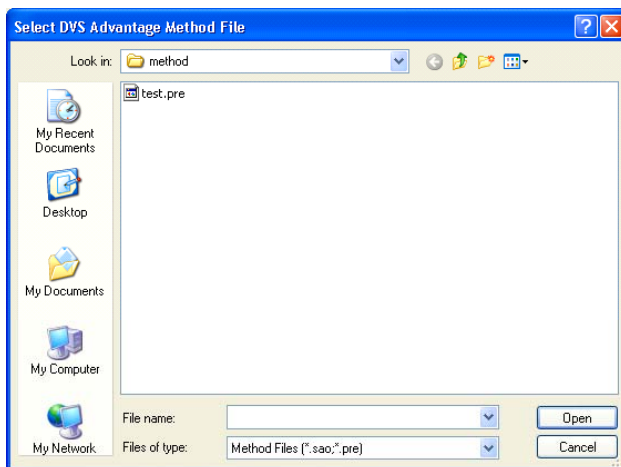 Select DVS Advantage Method File
Look in:
method
test.pre
My Recent
Documents
Desktop
My Documents
My Computer
My Network
File name:
Open
Files of type:
Method Files (*.sao;*.pre)
Cancel